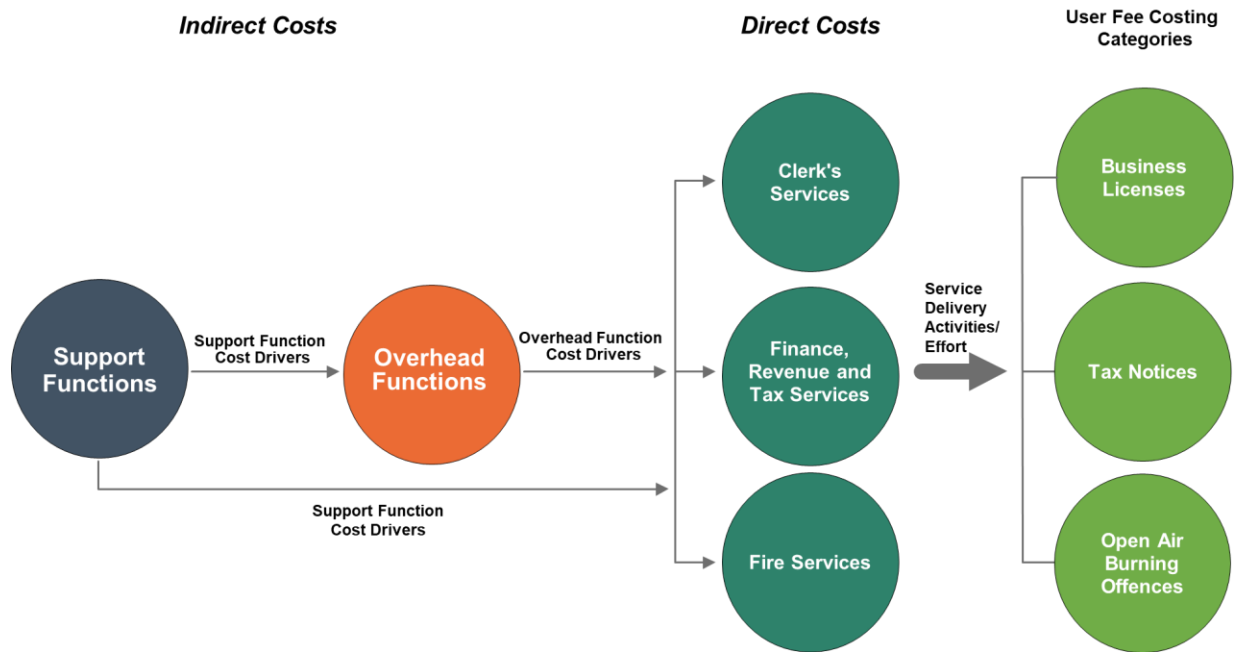 Indirect Costs
Direct Costs
User Fee Costing
Categories
Clerk's
Services
Business
Licenses
Support
Functions
Support Function
Cost Drivers
Overhead
Functions
Overhead Function
Cost Drivers
Finance,
Revenue and
Tax Services
Service
Delivery
Activities/
Effort
Tax Notices
Support Function
Cost Drivers
Fire Services
Open Air
Burning
Offences